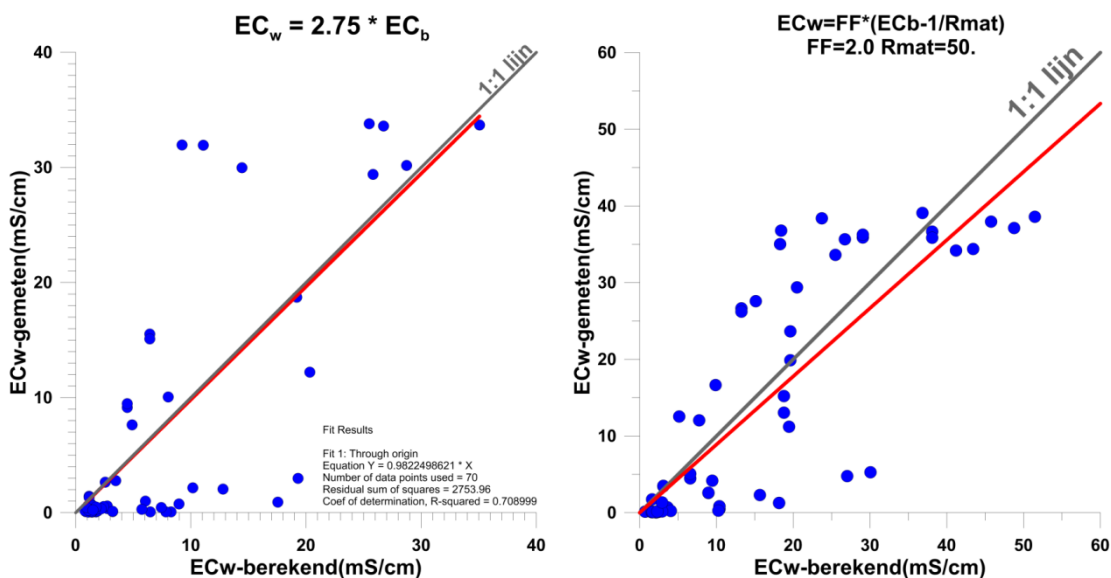 EC_w = 2.75 * EC_b
40
30
20
10
0
ECw-gemeten(mS/cm)
1:1 lijn
Fit Results
Fit 1: Through origin
Equation Y = 0.9822498621 * X
Number of data points used = 70
Residual sum of squares = 2753.96
Coef of determination, R-squared = 0.708999
0 10 20 30 40
ECw-berekend(mS/cm)
ECw=FF*(ECb-1/Rmat)
FF=2.0 Rmat=50.
60
50
40
30
20
10
0
ECw-gemeten(mS/cm)
1:1 lijn
0 10 20 30 40 50 60
ECw-berekend(mS/cm)